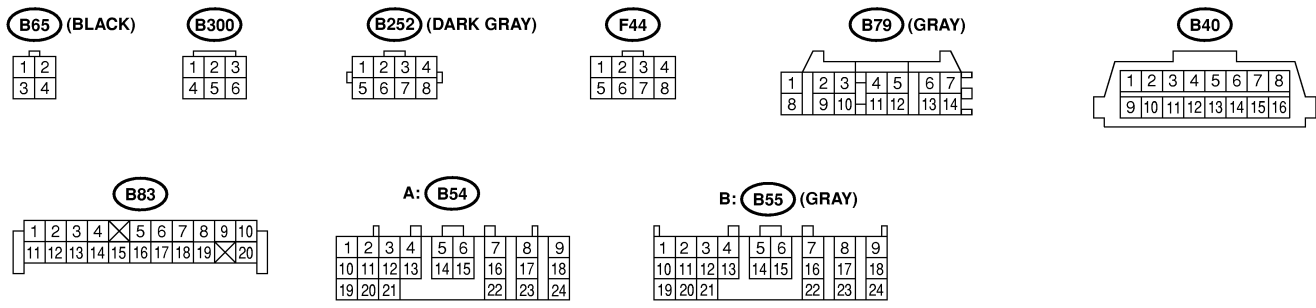 B65 (BLACK) B300 B252 (DARK GRAY) F44 B79 (GRAY) B40
1 2
3 4
1 2 3
4 5 6
1 2 3 4
5 6 7 8
1 2 3 4
5 6 7 8
1 2 3 4 5 6 7
8 9 10 11 12 13 14
1 2 3 4 5 6 7 8
9 10 11 12 13 14 15 16
B83 A: B54 B: B55 (GRAY)
1 2 3 4 5 6 7 8 9 10
11 12 13 14 15 16 17 18 19 20
1 2 3 4 5 6 7 8 9
10 11 12 13 14 15 16 17 18
19 20 21 22 23 24
1 2 3 4 5 6 7 8 9
10 11 12 13 14 15 16 17 18
19 20 21 22 23 24